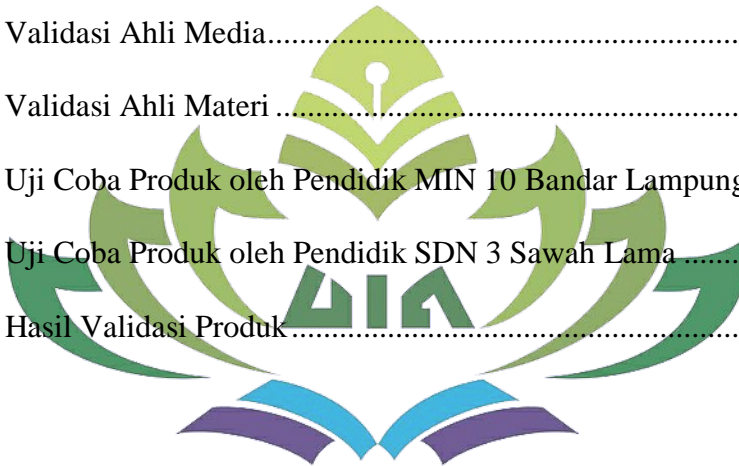 Validasi Ahli Media..........................................................
Validasi Ahli Materi .........................................................
Uji Coba Produk oleh Pendidik MIN 10 Bandar Lampung
Uji Coba Produk oleh Pendidik SDN 3 Sawah Lama .......
UIN
Hasil Validasi Produk.......................................................